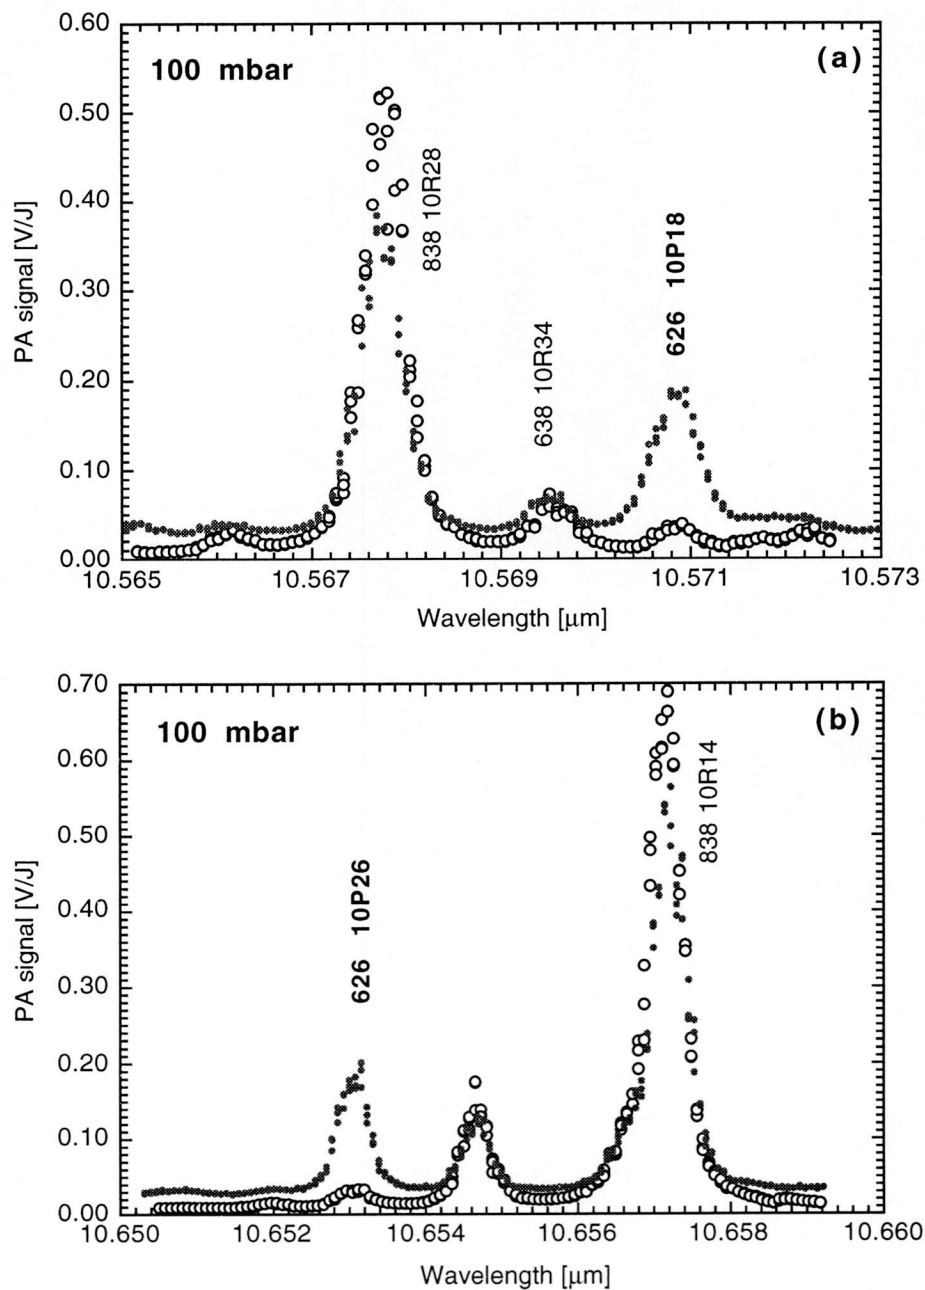 0.60
0.50
0.40
0.30
0.20
0.10
0.00
PA signal [V/J]
100 mbar
(a)
838 10R28
638 10R34
626 10P18
10.565
10.567
10.569
10.571
10.573
Wavelength [µm]
0.70
0.60
0.50
0.40
0.30
0.20
0.10
0.00
PA signal [V/J]
100 mbar
(b)
626 10P26
838 10R14
10.650
10.652
10.654
10.656
10.658
10.660
Wavelength [µm]